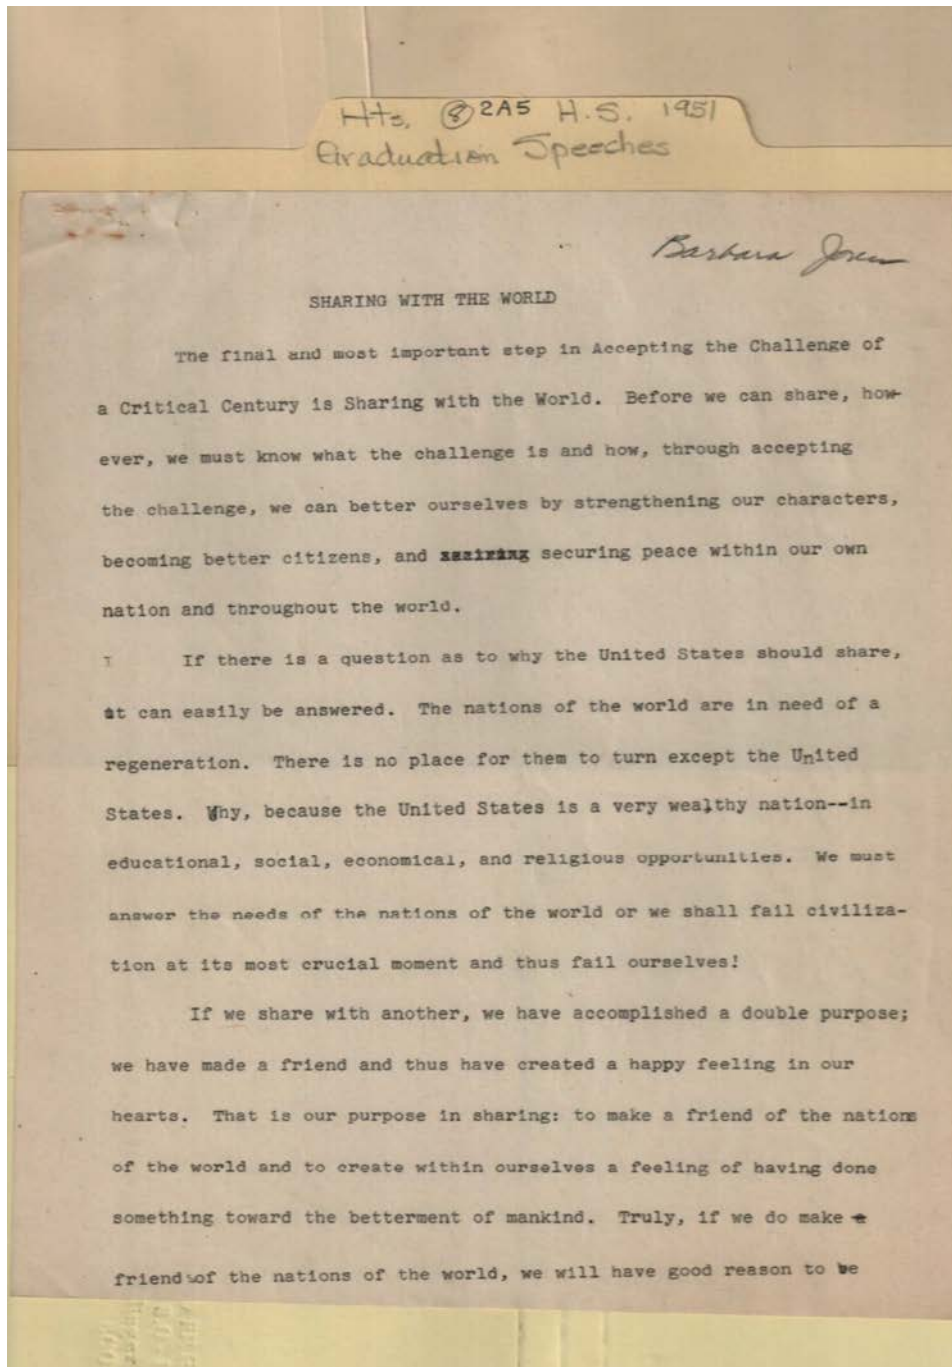 Hts. ⑧ 2A5 H.S. 1951
Graduation Speeches
Barbara
SHARING WITH THE WORLD
The final and most important step in Accepting the Challenge of
a Critical Century is Sharing with the World. Before we can share, how-
ever, we must know what the challenge is and how, through accepting
the challenge, we can better ourselves by strengthening our characters,
becoming better citizens, and securing peace within our own
nation and throughout the world.
I If there is a question as to why the United States should share,
it can easily be answered. The nations of the world are in need of a
regeneration. There is no place for them to turn except the United
States. Why, because the United States is a very wealthy nation--in
educational, social, economical, and religious opportunities. We must
answer the needs of the nations of the world or we shall fail civiliza-
tion at its most crucial moment and thus fail ourselves!
If we share with another, we have accomplished a double purpose;
we have made a friend and thus have created a happy feeling in our
hearts. That is our purpose in sharing: to make a friend of the nations
of the world and to create within ourselves a feeling of having done
something toward the betterment of mankind. Truly, if we do make
friends of the nations of the world, we will have good reason to be